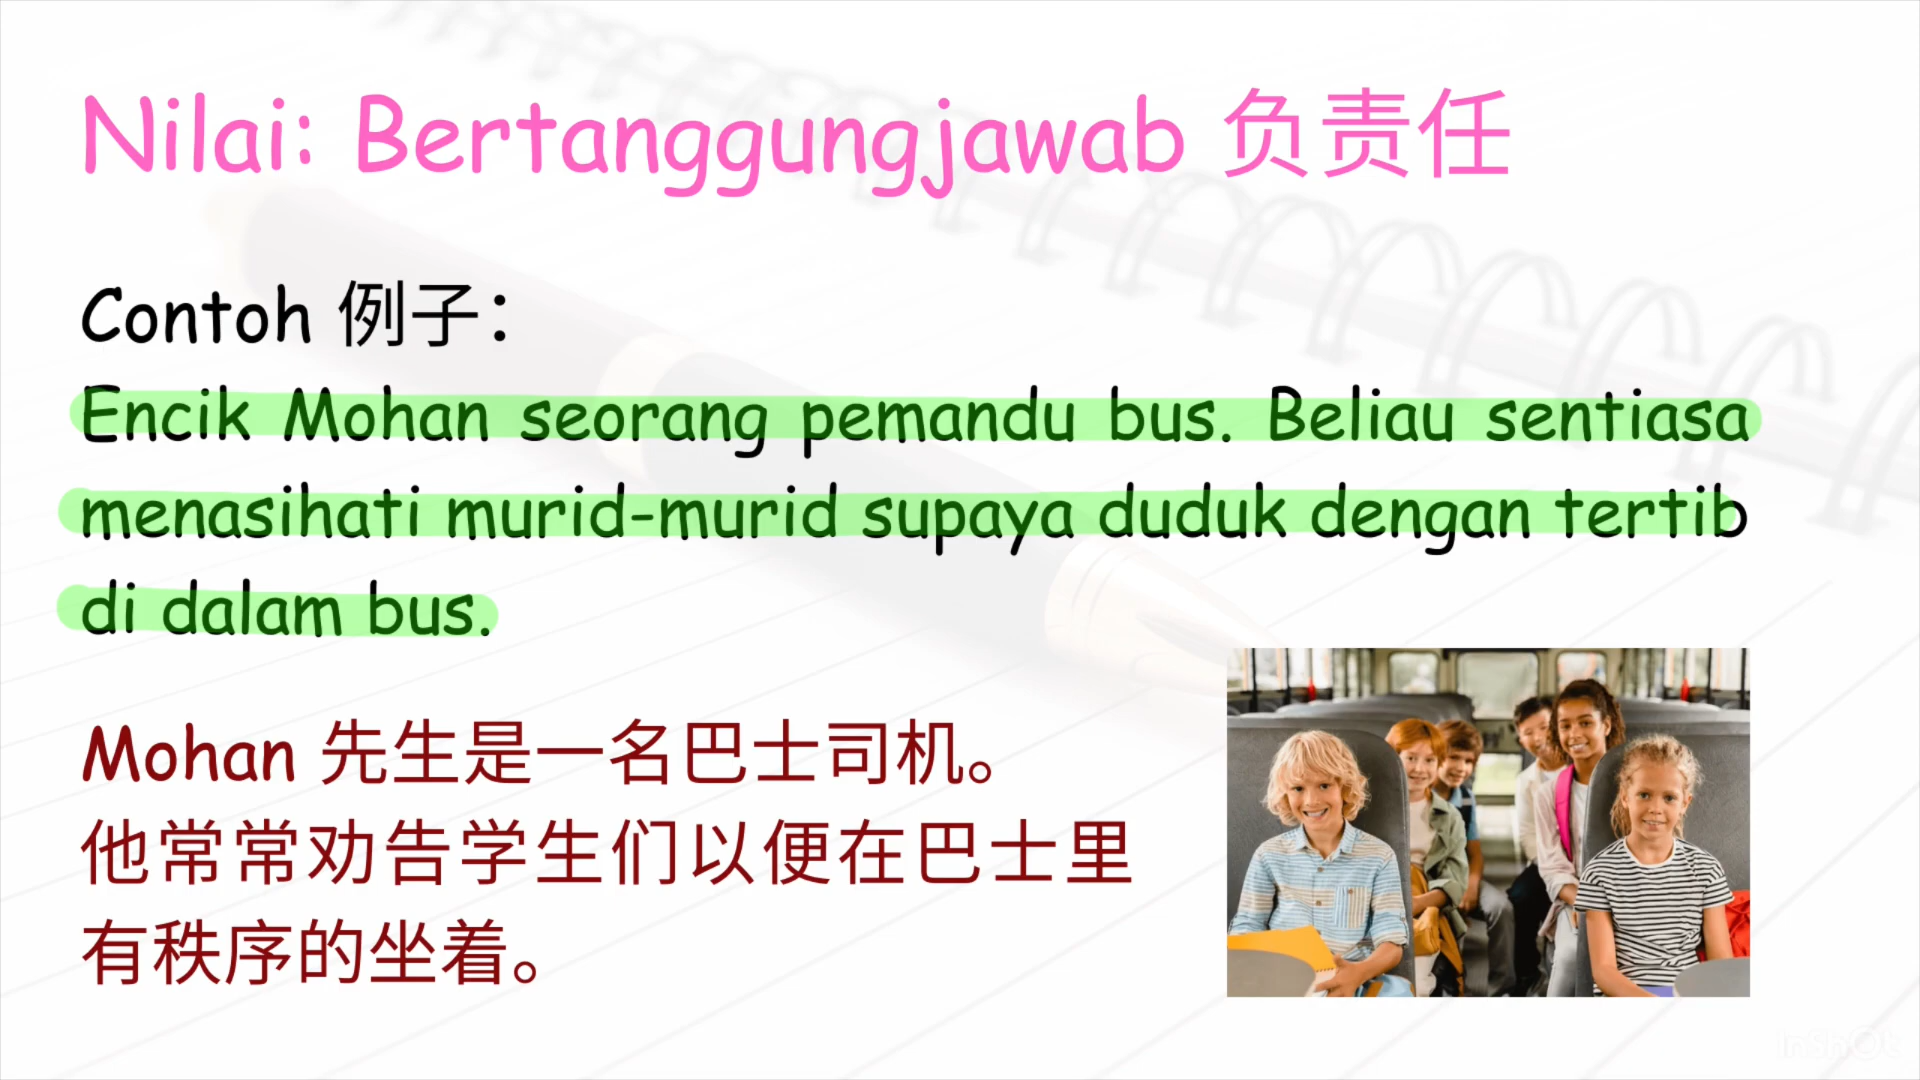 Nilai: Bertanggungjawab 负责任
Contoh 例子：
Encik Mohan seorang pemandu bus. Beliau sentiasa
menasihati murid-murid supaya duduk dengan tertib
di dalam bus.
Mohan 先生是一名巴士司机。
他常常劝告学生们以便在巴士里
有秩序的坐着。
InShOt